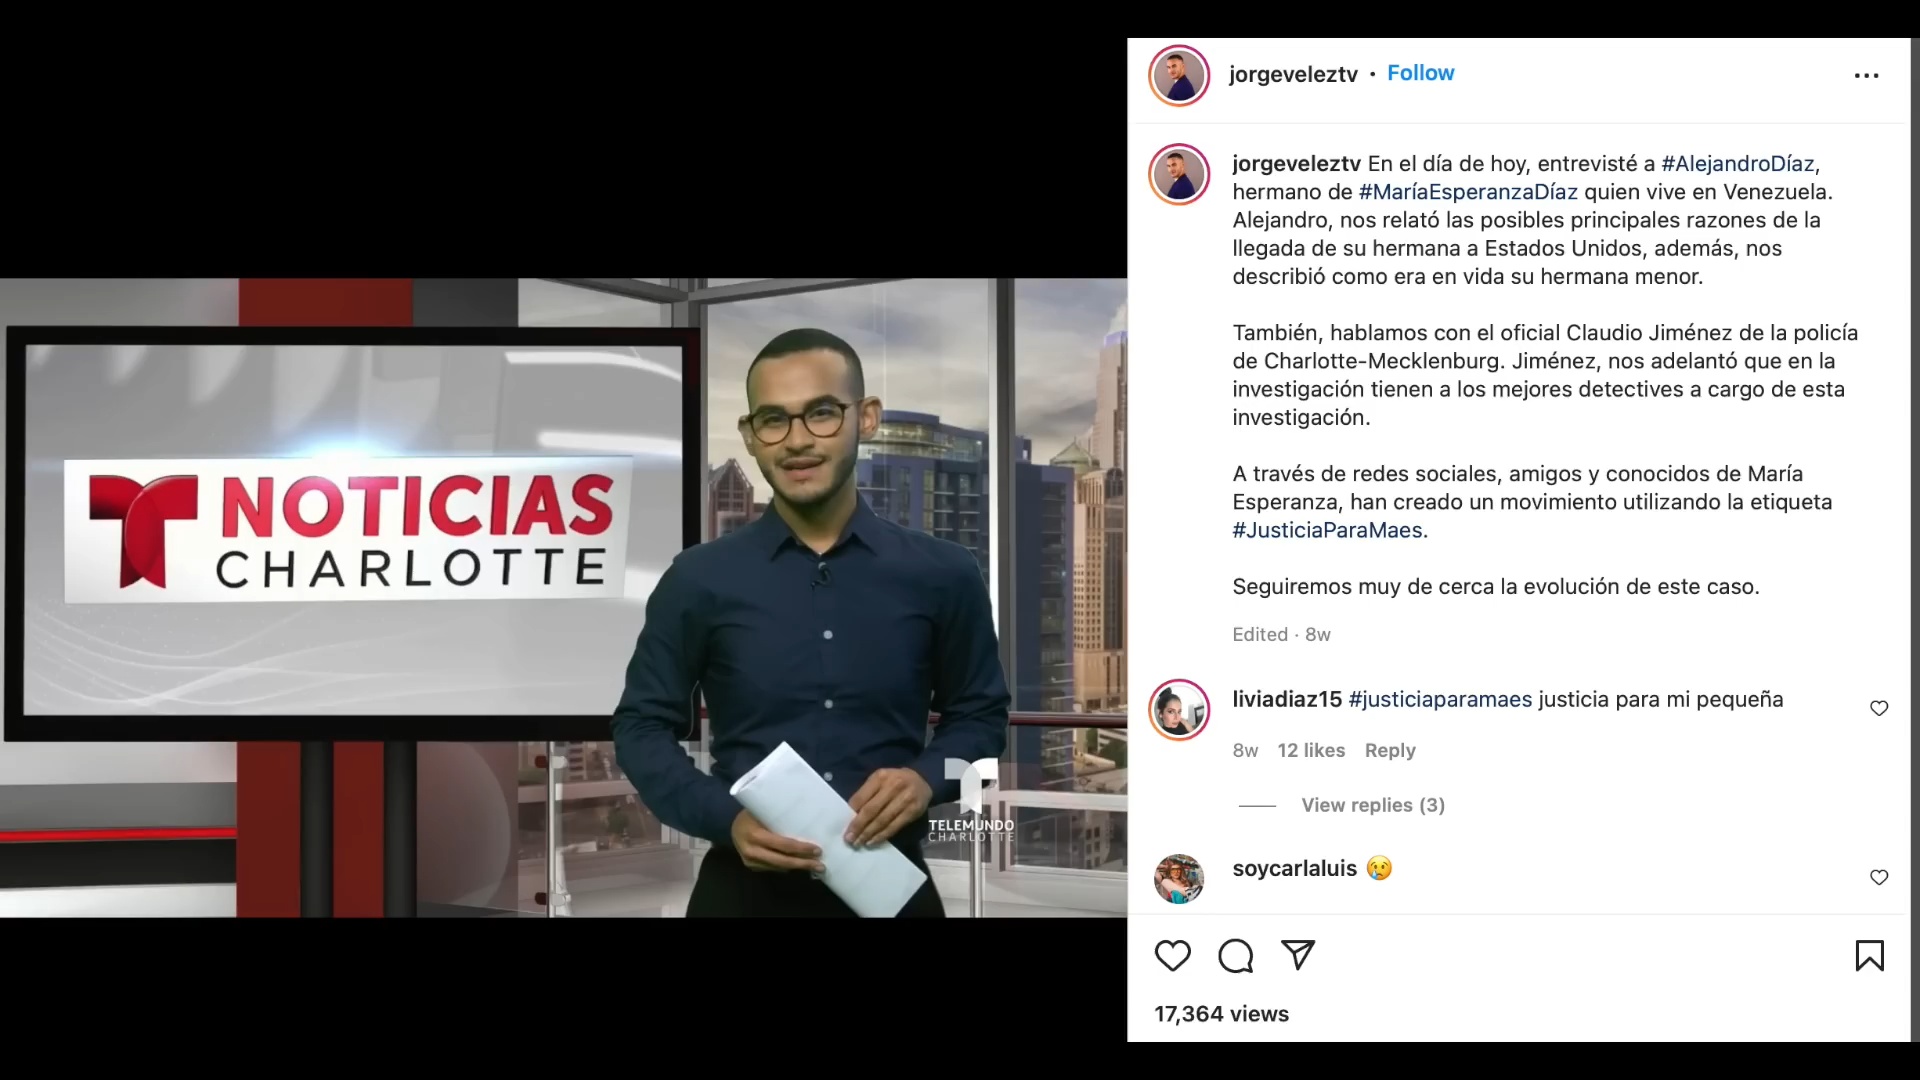 NOTICIAS
CHARLOTTE
TELEMUNDO
CHARLOTTE
jorgeveleztv • Follow
jorgeveleztv En el día de hoy, entrevisté a #AlejandroDíaz,
hermano de #MaríaEsperanzaDíaz quien vive en Venezuela.
Alejandro, nos relató las posibles principales razones de la
llegada de su hermana a Estados Unidos, además, nos
describió como era en vida su hermana menor.
También, hablamos con el oficial Claudio Jiménez de la policía
de Charlotte-Mecklenburg. Jiménez, nos adelantó que en la
investigación tienen a los mejores detectives a cargo de esta
investigación.
A través de redes sociales, amigos y conocidos de María
Esperanza, han creado un movimiento utilizando la etiqueta
#JusticiaParaMaes.
Seguiremos muy de cerca la evolución de este caso.
Edited · 8w
liviadiaz15 #justiciaparamaes justicia para mi pequeña
8w 12 likes Reply
View replies (3)
soycarlaluis 😢
17,364 views